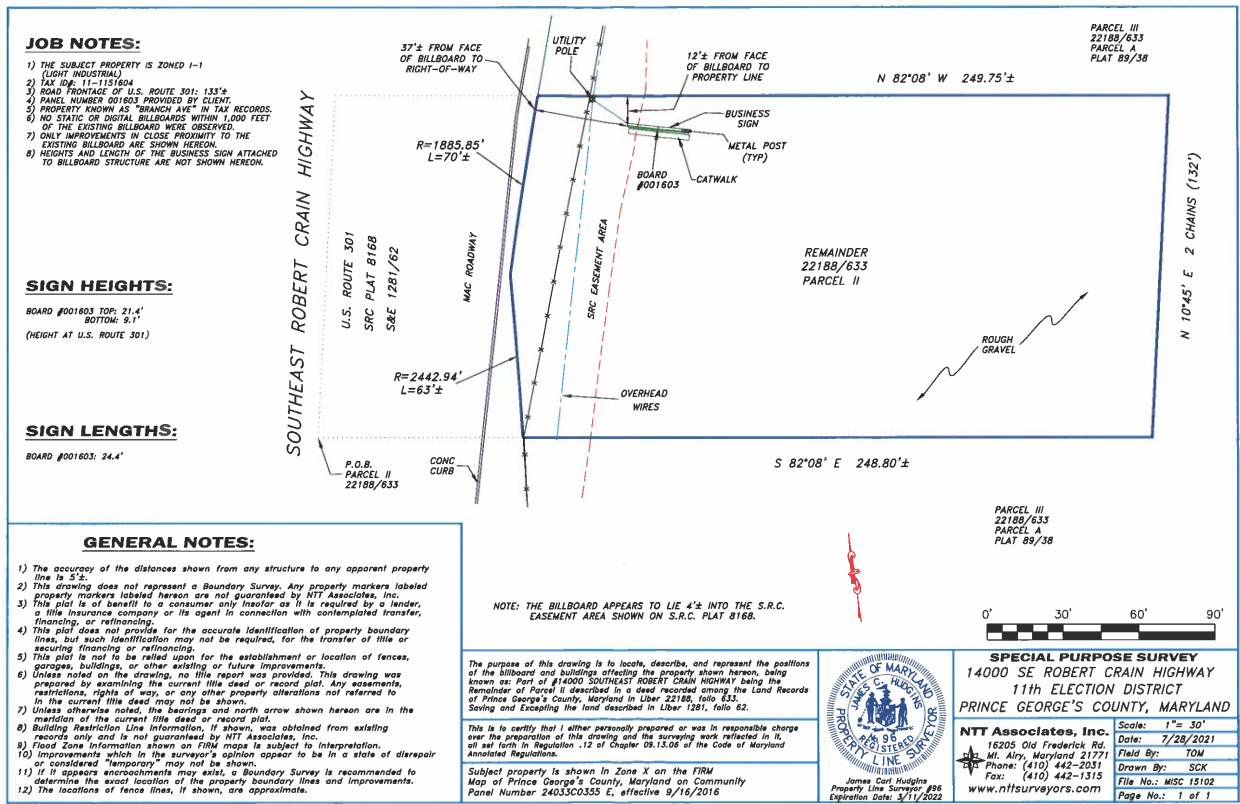 JOB NOTES:
1) THE SUBJECT PROPERTY IS ZONED I-1
(LIGHT INDUSTRIAL)
2) TAX ID#: 11-1151604
3) ROAD FRONTAGE OF U.S. ROUTE 301: 133'±
4) PANEL NUMBER 001603 PROVIDED BY CLIENT.
5) PROPERTY KNOWN AS "BRANCH AVE" IN TAX RECORDS.
6) NO STATIC OR DIGITAL BILLBOARDS WITHIN 1,000 FEET
OF THE EXISTING BILLBOARD WERE OBSERVED.
7) ONLY IMPROVEMENTS IN CLOSE PROXIMITY TO THE
EXISTING BILLBOARD ARE SHOWN HEREON.
8) HEIGHTS AND LENGTH OF THE BUSINESS SIGN ATTACHED
TO BILLBOARD STRUCTURE ARE NOT SHOWN HEREON.
SIGN HEIGHTS:
BOARD #001603 TOP: 21.4'
BOTTOM: 9.1'
(HEIGHT AT U.S. ROUTE 301)
SIGN LENGTHS:
BOARD #001603: 24.4'
SOUTHEAST ROBERT CRAIN HIGHWAY
U.S. ROUTE 301
SRC PLAT 8168
S&E 1281/62
MAC ROADWAY
37'± FROM FACE
OF BILLBOARD TO
RIGHT-OF-WAY
UTILITY
POLE
12'± FROM FACE
OF BILLBOARD TO
PROPERTY LINE
N 82°08' W 249.75'±
PARCEL III
22188/633
PARCEL A
PLAT 89/38
R=1885.85'
L=70'±
BUSINESS
SIGN
METAL POST
(TYP)
BOARD
#001603
CATWALK
SRC EASEMENT AREA
REMAINDER
22188/633
PARCEL II
N 10°45' E 2 CHAINS (132')
ROUGH
GRAVEL
R=2442.94'
L=63'±
OVERHEAD
WIRES
P.O.B.
PARCEL II
22188/633
CONC
CURB
S 82°08' E 248.80'±
PARCEL III
22188/633
PARCEL A
PLAT 89/38
NOTE: THE BILLBOARD APPEARS TO LIE 4'± INTO THE S.R.C.
EASEMENT AREA SHOWN ON S.R.C. PLAT 8168.
0' 30' 60' 90'
GENERAL NOTES:
1) The accuracy of the distances shown from any structure to any apparent property
line is 5'±.
2) This drawing does not represent a Boundary Survey. Any property markers labeled
property markers labeled hereon are not guaranteed by NTT Associates, Inc.
3) This plat is of benefit to a consumer only insofar as it is required by a lender,
a title insurance company or its agent in connection with contemplated transfer,
financing, or refinancing.
4) This plat does not provide for the accurate identification of property boundary
lines, but such identification may not be required, for the transfer of title or
securing financing or refinancing.
5) This plat is not to be relied upon for the establishment or location of fences,
garages, buildings, or other existing or future improvements.
6) Unless noted on the drawing, no title report was provided. This drawing was
prepared by examining the current title deed or record plat. Any easements,
restrictions, rights of way, or any other property alterations not referred to
in the current title deed may not be shown.
7) Unless otherwise noted, the bearings and north arrow shown hereon are in the
meridian of the current title deed or record plat.
8) Building Restriction Line information, if shown, was obtained from existing
records only and is not guaranteed by NTT Associates, Inc.
9) Flood Zone information shown on FIRM maps is subject to interpretation.
10) Improvements which in the surveyor's opinion appear to be in a state of disrepair
or considered "temporary" may not be shown.
11) If it appears encroachments may exist, a Boundary Survey is recommended to
determine the exact location of the property boundary lines and improvements.
12) The locations of fence lines, if shown, are approximate.
The purpose of this drawing is to locate, describe, and represent the positions
of the billboard and buildings affecting the property shown hereon, being
known as: Part of #14000 SOUTHEAST ROBERT CRAIN HIGHWAY being the
Remainder of Parcel II described in a deed recorded among the Land Records
of Prince George's County, Maryland in Liber 22188, folio 633.
Saving and Excepting the land described in Liber 1281, folio 62.
This is to certify that I either personally prepared or was in responsible charge
over the preparation of this drawing and the surveying work reflected in it,
all set forth in Regulation .12 of Chapter 09.13.06 of the Code of Maryland
Annotated Regulations.
Subject property is shown in Zone X on the FIRM
Map of Prince George's County, Maryland on Community
Panel Number 24033C0355 E, effective 9/16/2016
STATE OF MARYLAND
JAMES C. HUDGINS
No 96
REGISTERED
PROPERTY LINE SURVEYOR
James Carl Hudgins
Property Line Surveyor #96
Expiration Date: 3/11/2022
SPECIAL PURPOSE SURVEY
14000 SE ROBERT CRAIN HIGHWAY
11th ELECTION DISTRICT
PRINCE GEORGE'S COUNTY, MARYLAND
NTT Associates, Inc.
16205 Old Frederick Rd.
Mt. Airy, Maryland 21771
Phone: (410) 442-2031
Fax: (410) 442-1315
www.nttsurveyors.com
Scale: 1"= 30'
Date: 7/28/2021
Field By: TOM
Drawn By: SCK
File No.: MISC 15102
Page No.: 1 of 1